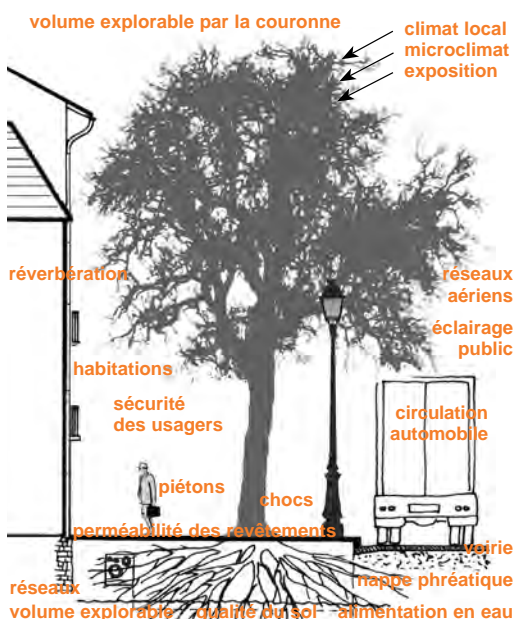 volume explorable par la couronne
climat local
microclimat
exposition
réverbération
réseaux
aériens
éclairage
public
habitations
sécurité
des usagers
circulation
automobile
piétons
chocs
perméabilité des revêtements
voirie
nappe phréatique
réseaux
volume explorable qualité du sol alimentation en eau